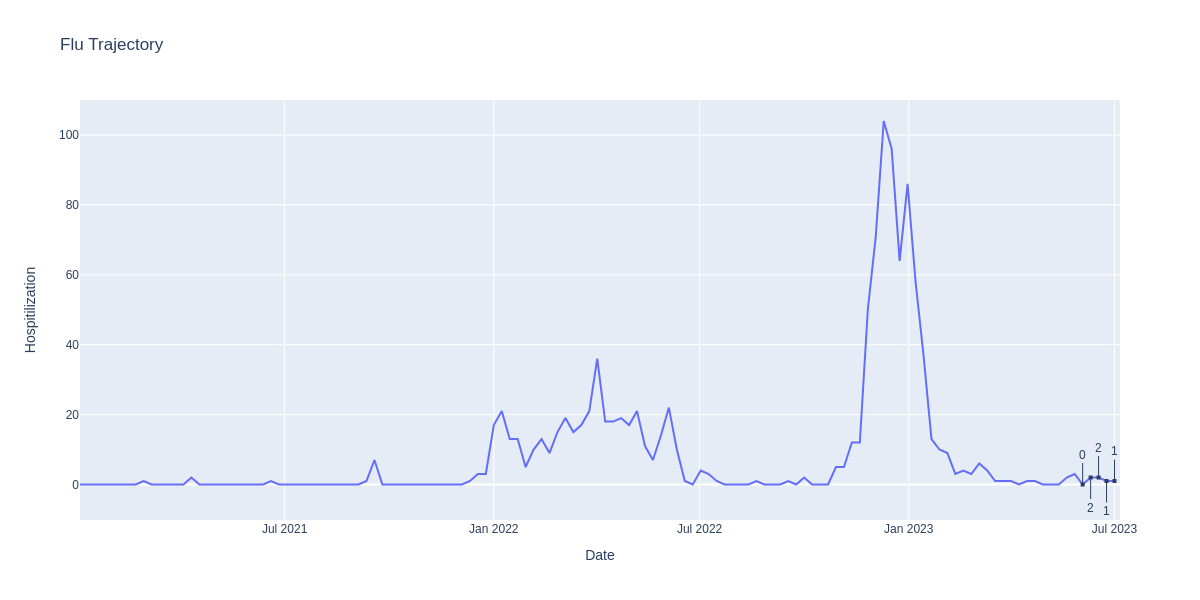 Flu Trajectory
100
80
60
40
20
0
Hospitilization
0
2
2
1
1
Jul 2021
Jan 2022
Jul 2022
Jan 2023
Jul 2023
Date